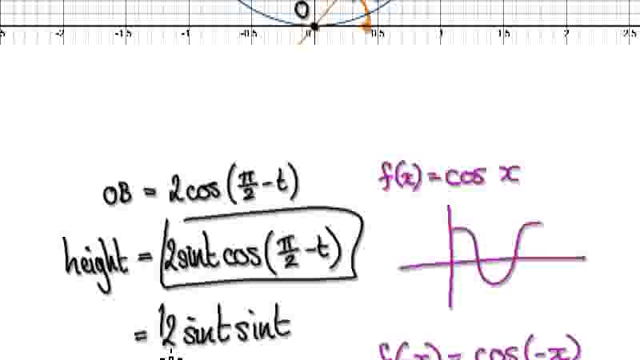 O
-2 -1.5 -1 -0.5 0 0.5 1 1.5 2 2.5
OB = 2cos(π/2 - t)
f(x) = cos x
height = 2sint cos(π/2 - t)
= 2 sint sint
f(x) = cos(-x)